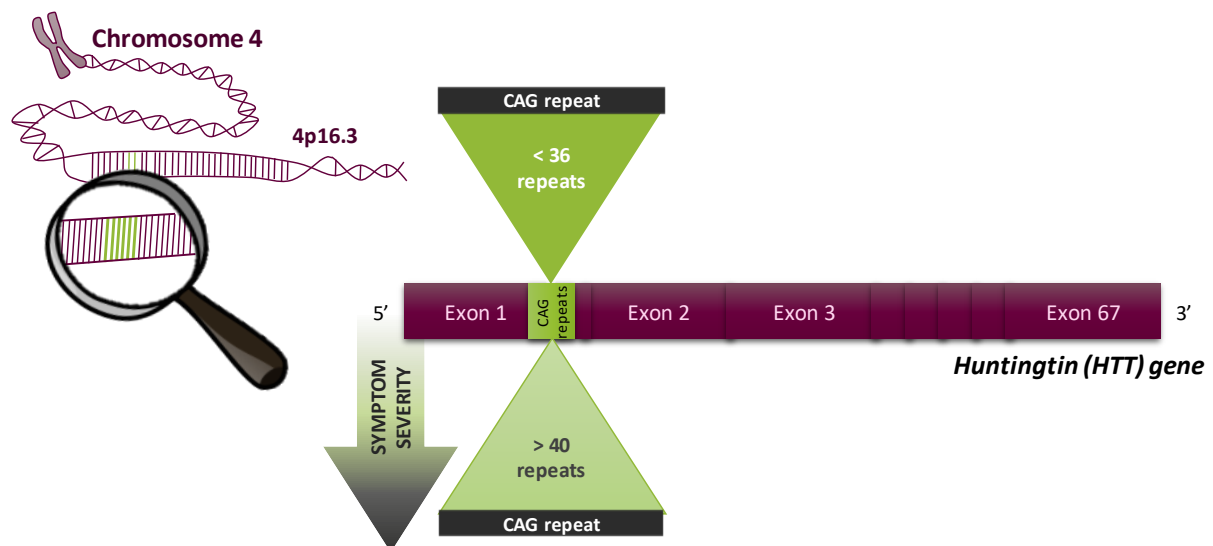 Chromosome 4
4p16.3
CAG repeat
< 36
repeats
5’
Exon 1
CAG
repeats
Exon 2
Exon 3
Exon 67
3’
Huntingtin (HTT) gene
SYMPTOM
SEVERITY
> 40
repeats
CAG repeat